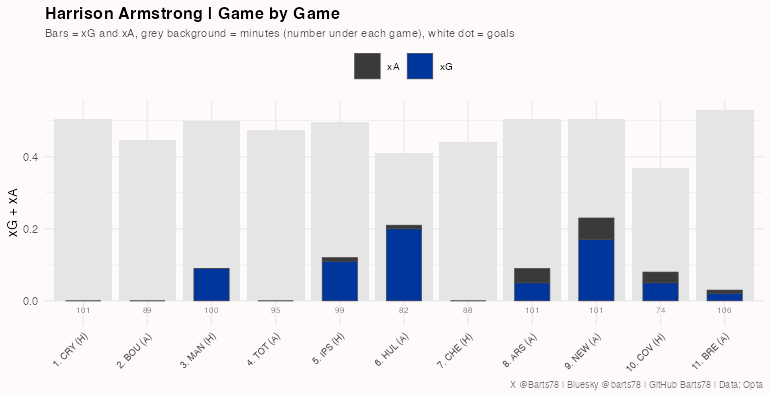 Harrison Armstrong | Game by Game
Bars = xG and xA, grey background = minutes (number under each game), white dot = goals
xA xG
xG + xA
0.4
0.2
0.0
101 89 100 95 99 82 88 101 101 74 106
1. CRY (H) 2. BOU (A) 3. MAN (H) 4. TOT (A) 5. IPS (H) 6. HUL (A) 7. CHE (H) 8. ARS (A) 9. NEW (A) 10. COV (H) 11. BRE (A)
X @Barts78 | Bluesky @barts78 | GitHub Barts78 | Data: Opta